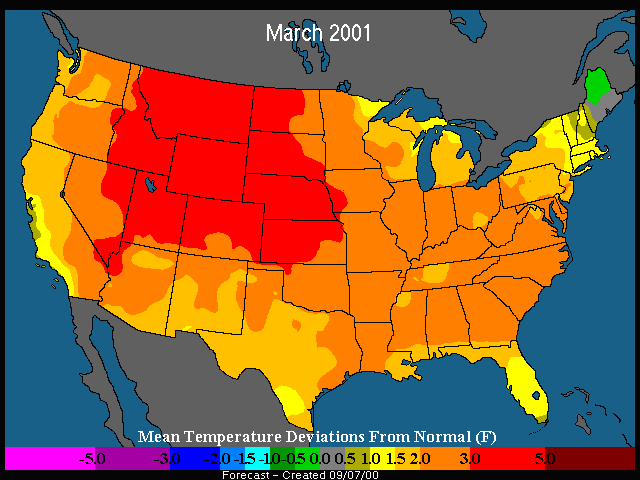 March 2001
Mean Temperature Deviations From Normal (F)
-5.0 -3.0 -2.0 -1.5 -1.0 -0.5 0.0 0.5 1.0 1.5 2.0 3.0 5.0
Forecast - Created 09/07/00